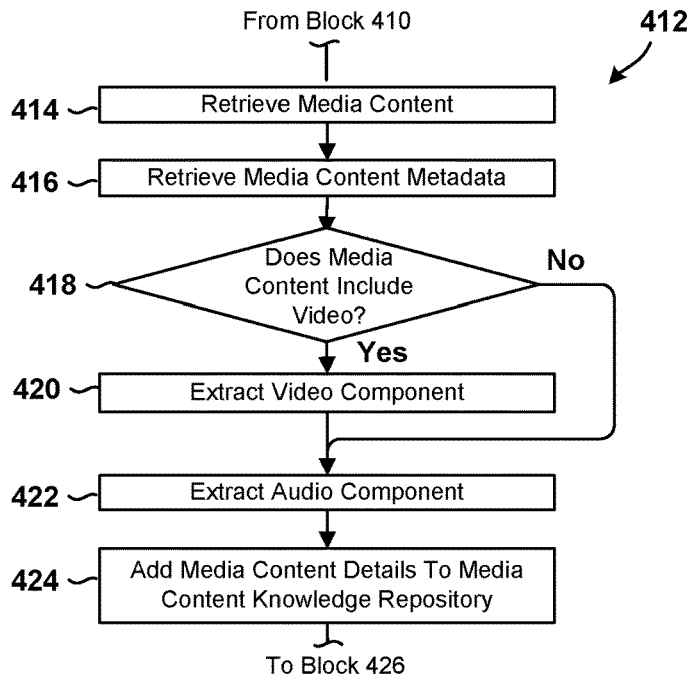 From Block 410
412
414
Retrieve Media Content
416
Retrieve Media Content Metadata
418
Does Media
Content Include
Video?
No
Yes
420
Extract Video Component
422
Extract Audio Component
424
Add Media Content Details To Media
Content Knowledge Repository
To Block 426